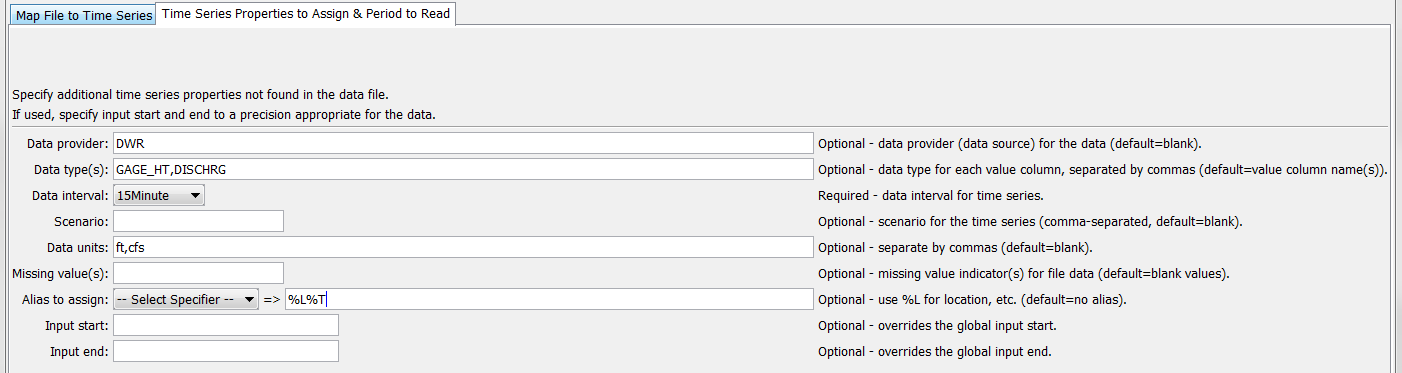 Map File to Time Series Time Series Properties to Assign & Period to Read
Specify additional time series properties not found in the data file.
If used, specify input start and end to a precision appropriate for the data.
Data provider: DWR Optional - data provider (data source) for the data (default=blank).
Data type(s): GAGE_HT,DISCHRG Optional - data type for each value column, separated by commas (default=value column name(s)).
Data interval: 15Minute Required - data interval for time series.
Scenario: Optional - scenario for the time series (comma-separated, default=blank).
Data units: ft,cfs Optional - separate by commas (default=blank).
Missing value(s): Optional - missing value indicator(s) for file data (default=blank values).
Alias to assign: -- Select Specifier -- => %L%T Optional - use %L for location, etc. (default=no alias).
Input start: Optional - overrides the global input start.
Input end: Optional - overrides the global input end.